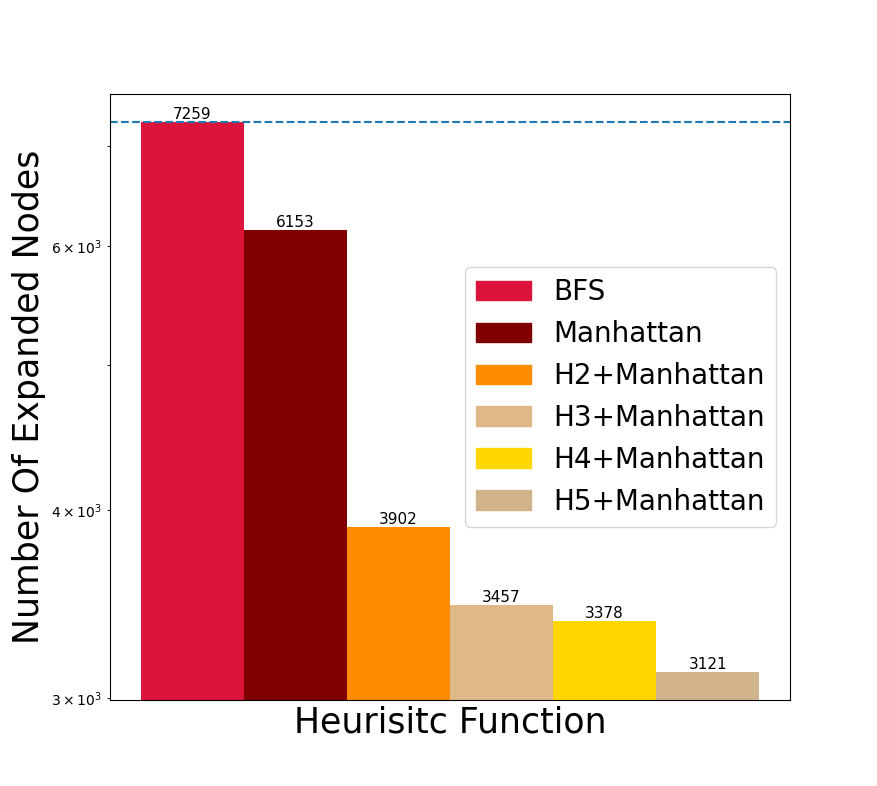 7259
6153
3902
3457
3378
3121
6 × 10³
4 × 10³
3 × 10³
Number Of Expanded Nodes
Heurisitc Function
BFS
Manhattan
H2+Manhattan
H3+Manhattan
H4+Manhattan
H5+Manhattan